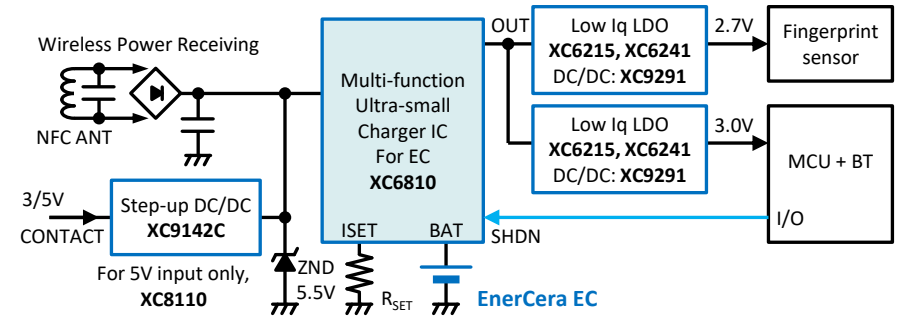 Wireless Power Receiving
NFC ANT
3/5V
CONTACT
Step-up DC/DC
XC9142C
For 5V input only,
XC8110
ZND
5.5V
Multi-function
Ultra-small
Charger IC
For EC
XC6810
ISET
BAT
RSET
EnerCera EC
OUT
SHDN
Low Iq LDO
XC6215, XC6241
DC/DC: XC9291
2.7V
Fingerprint
sensor
Low Iq LDO
XC6215, XC6241
DC/DC: XC9291
3.0V
MCU + BT
I/O